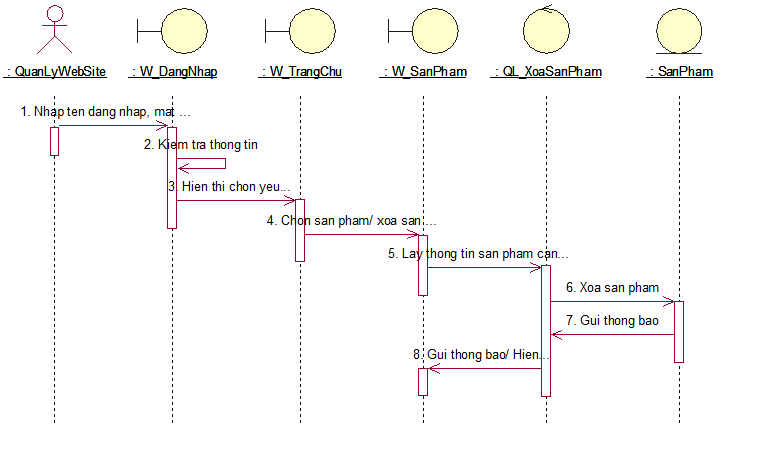 : QuanLyWebSite : W_DangNhap : W_TrangChu : W_SanPham : QL_XoaSanPham : SanPham
1. Nhap ten dang nhap, mat ...
2. Kiem tra thong tin
3. Hien thi chon yeu...
4. Chon san pham/ xoa san ...
5. Lay thong tin san pham can...
6. Xoa san pham
7. Gui thong bao
8. Gui thong bao/ Hien...